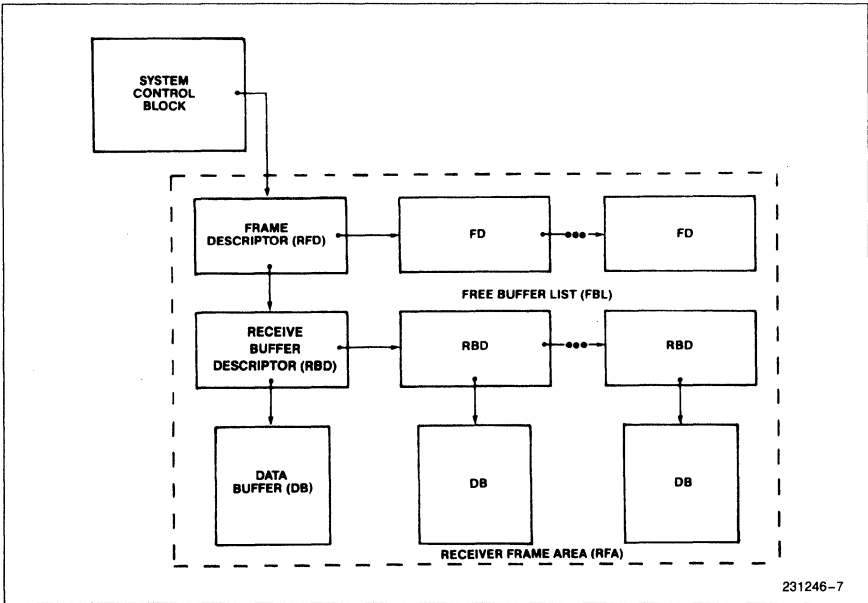 SYSTEM
CONTROL
BLOCK
FRAME
DESCRIPTOR (RFD)
FD
FD
FREE BUFFER LIST (FBL)
RECEIVE
BUFFER
DESCRIPTOR (RBD)
RBD
RBD
DATA
BUFFER (DB)
DB
DB
RECEIVER FRAME AREA (RFA)
231246–7